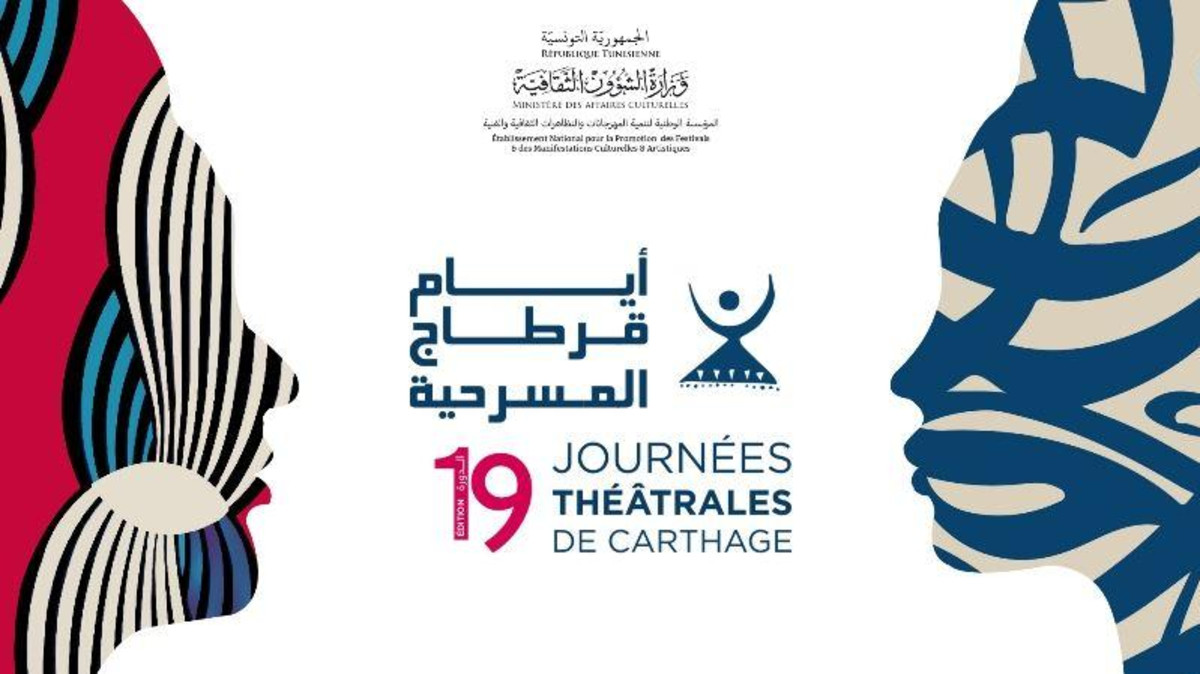 الجمهورية التونسية
RÉPUBLIQUE TUNISIENNE
وزارة الشؤون الثقافية
MINISTÈRE DES AFFAIRES CULTURELLES
المؤسسة الوطنية لتنمية المهرجانات والتظاهرات الثقافية والفنية
Établissement National pour la Promotion des Festivals
& des Manifestations Culturelles & Artistiques
أيام
قرطاج
المسرحية
19
الدورة
ÉDITION
JOURNÉES
THÉÂTRALES
DE CARTHAGE